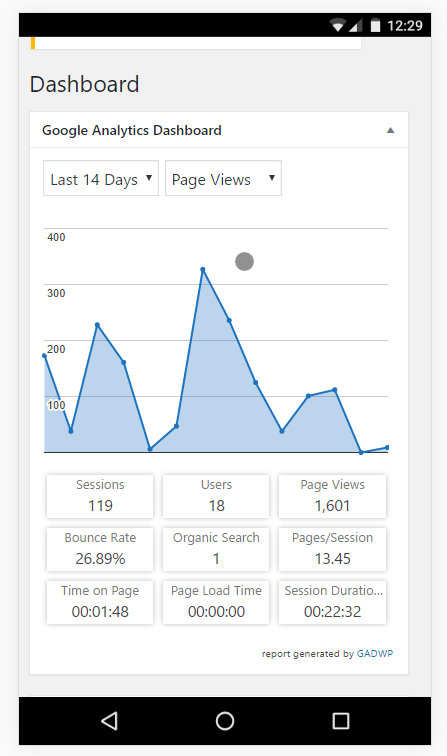 12:29
Dashboard
Google Analytics Dashboard
Last 14 Days Page Views
400
300
200
100
Sessions Users Page Views
119 18 1,601
Bounce Rate Organic Search Pages/Session
26.89% 1 13.45
Time on Page Page Load Time Session Duratio...
00:01:48 00:00:00 00:22:32
report generated by GADWP